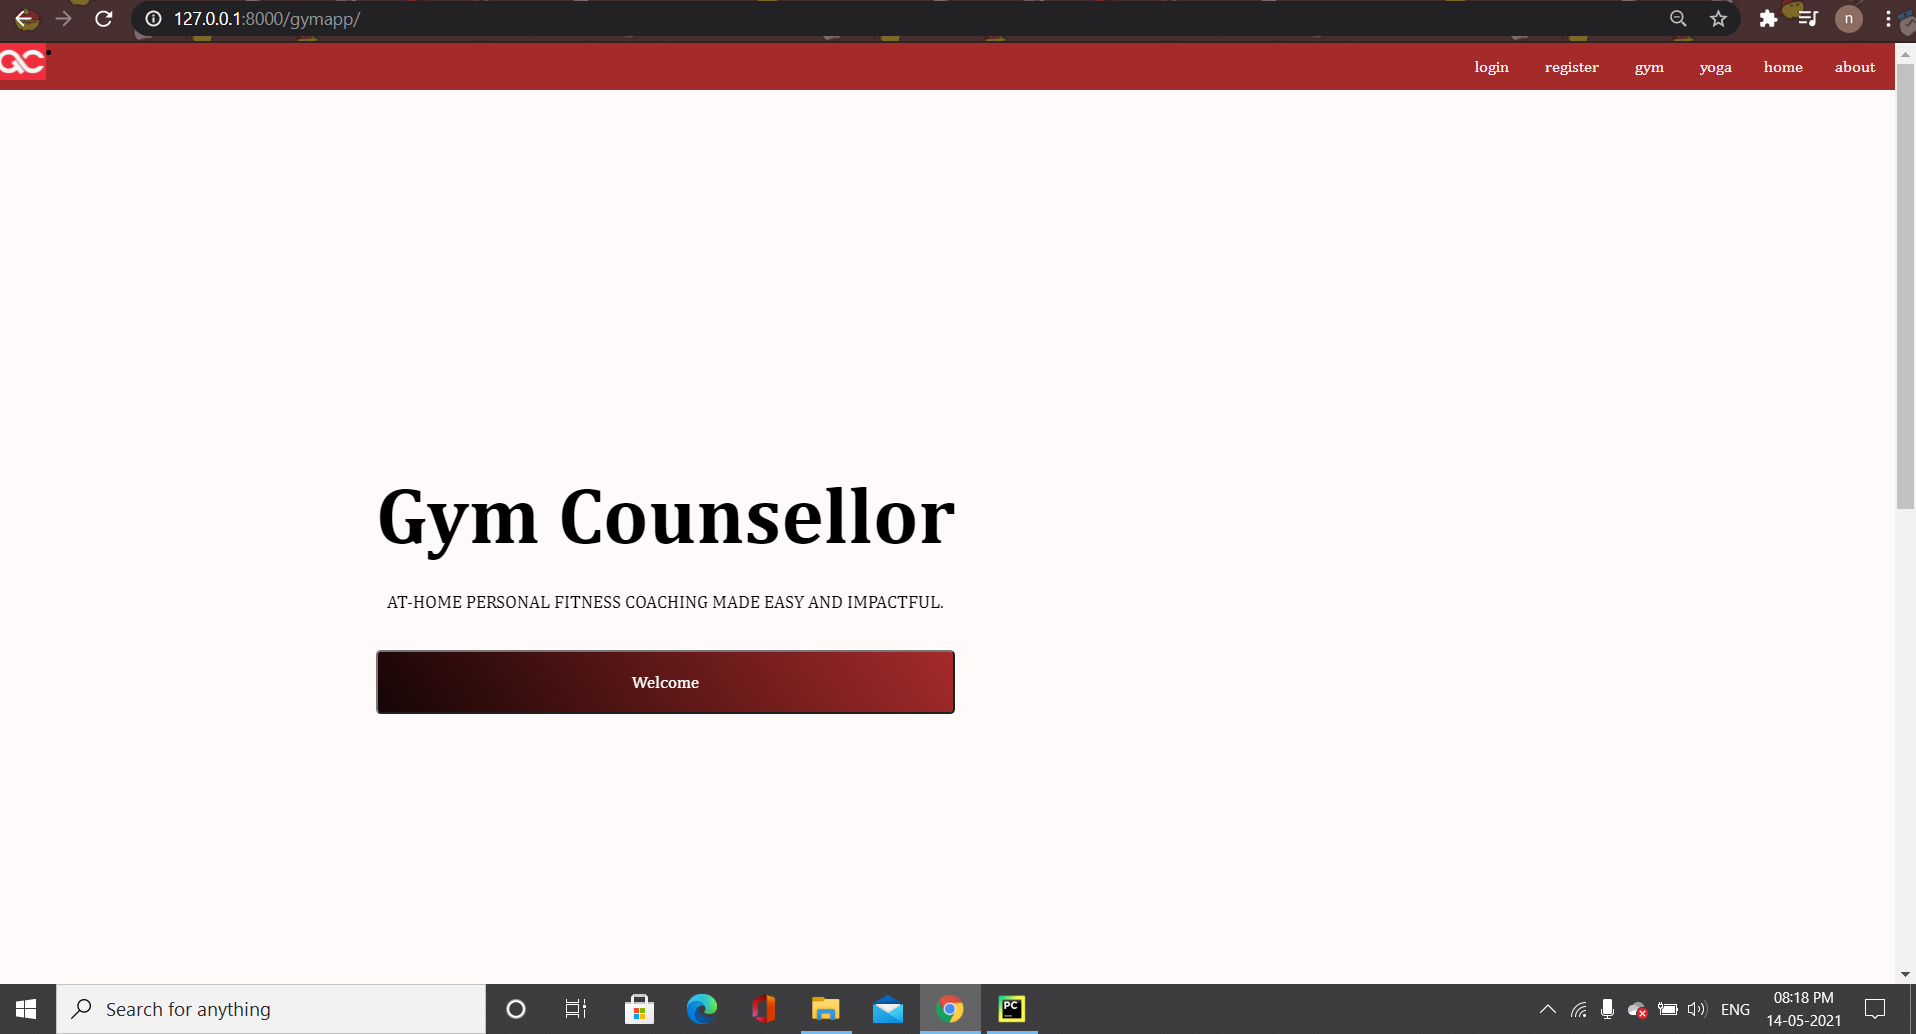 127.0.0.1:8000/gymapp/
n
GC
login register gym yoga home about
Gym Counsellor
AT-HOME PERSONAL FITNESS COACHING MADE EASY AND IMPACTFUL.
Welcome
Search for anything
PC
ENG
08:18 PM
14-05-2021